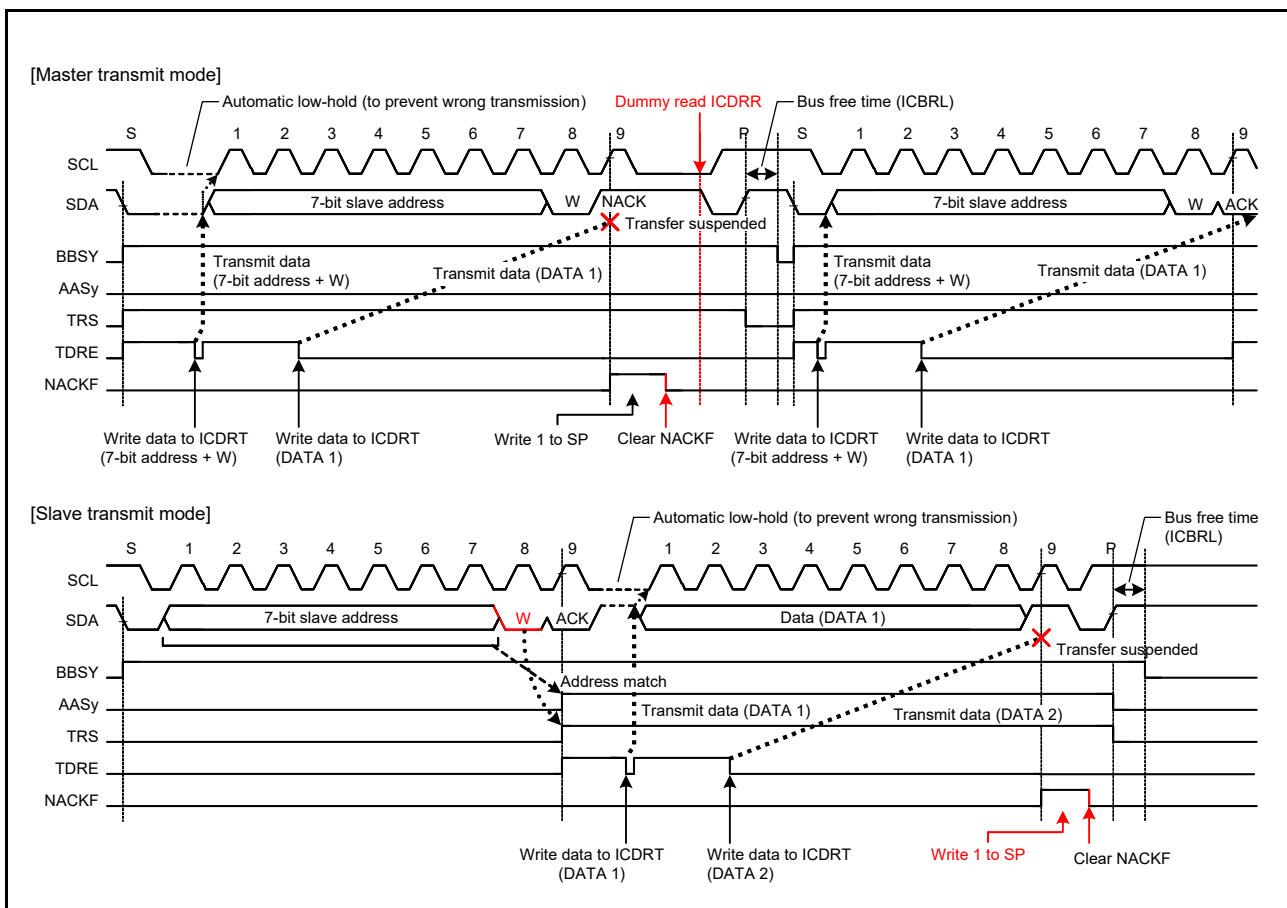 [Master transmit mode]
Automatic low-hold (to prevent wrong transmission)
Dummy read ICDRR
Bus free time (ICBRL)
S 1 2 3 4 5 6 7 8 9 P S 1 2 3 4 5 6 7 8 9
SCL
SDA 7-bit slave address W NACK 7-bit slave address W ACK
Transfer suspended
BBSY
Transmit data
(7-bit address + W)
Transmit data (DATA 1)
Transmit data
(7-bit address + W)
Transmit data (DATA 1)
AASy
TRS
TDRE
NACKF
Write data to ICDRT
(7-bit address + W)
Write data to ICDRT
(DATA 1)
Write 1 to SP
Clear NACKF
Write data to ICDRT
(7-bit address + W)
Write data to ICDRT
(DATA 1)
[Slave transmit mode]
Automatic low-hold (to prevent wrong transmission)
Bus free time
(ICBRL)
S 1 2 3 4 5 6 7 8 9 1 2 3 4 5 6 7 8 9 P
SCL
SDA 7-bit slave address W ACK Data (DATA 1)
Transfer suspended
BBSY
Address match
AASy
Transmit data (DATA 1)
Transmit data (DATA 2)
TRS
TDRE
NACKF
Write data to ICDRT
(DATA 1)
Write data to ICDRT
(DATA 2)
Write 1 to SP
Clear NACKF